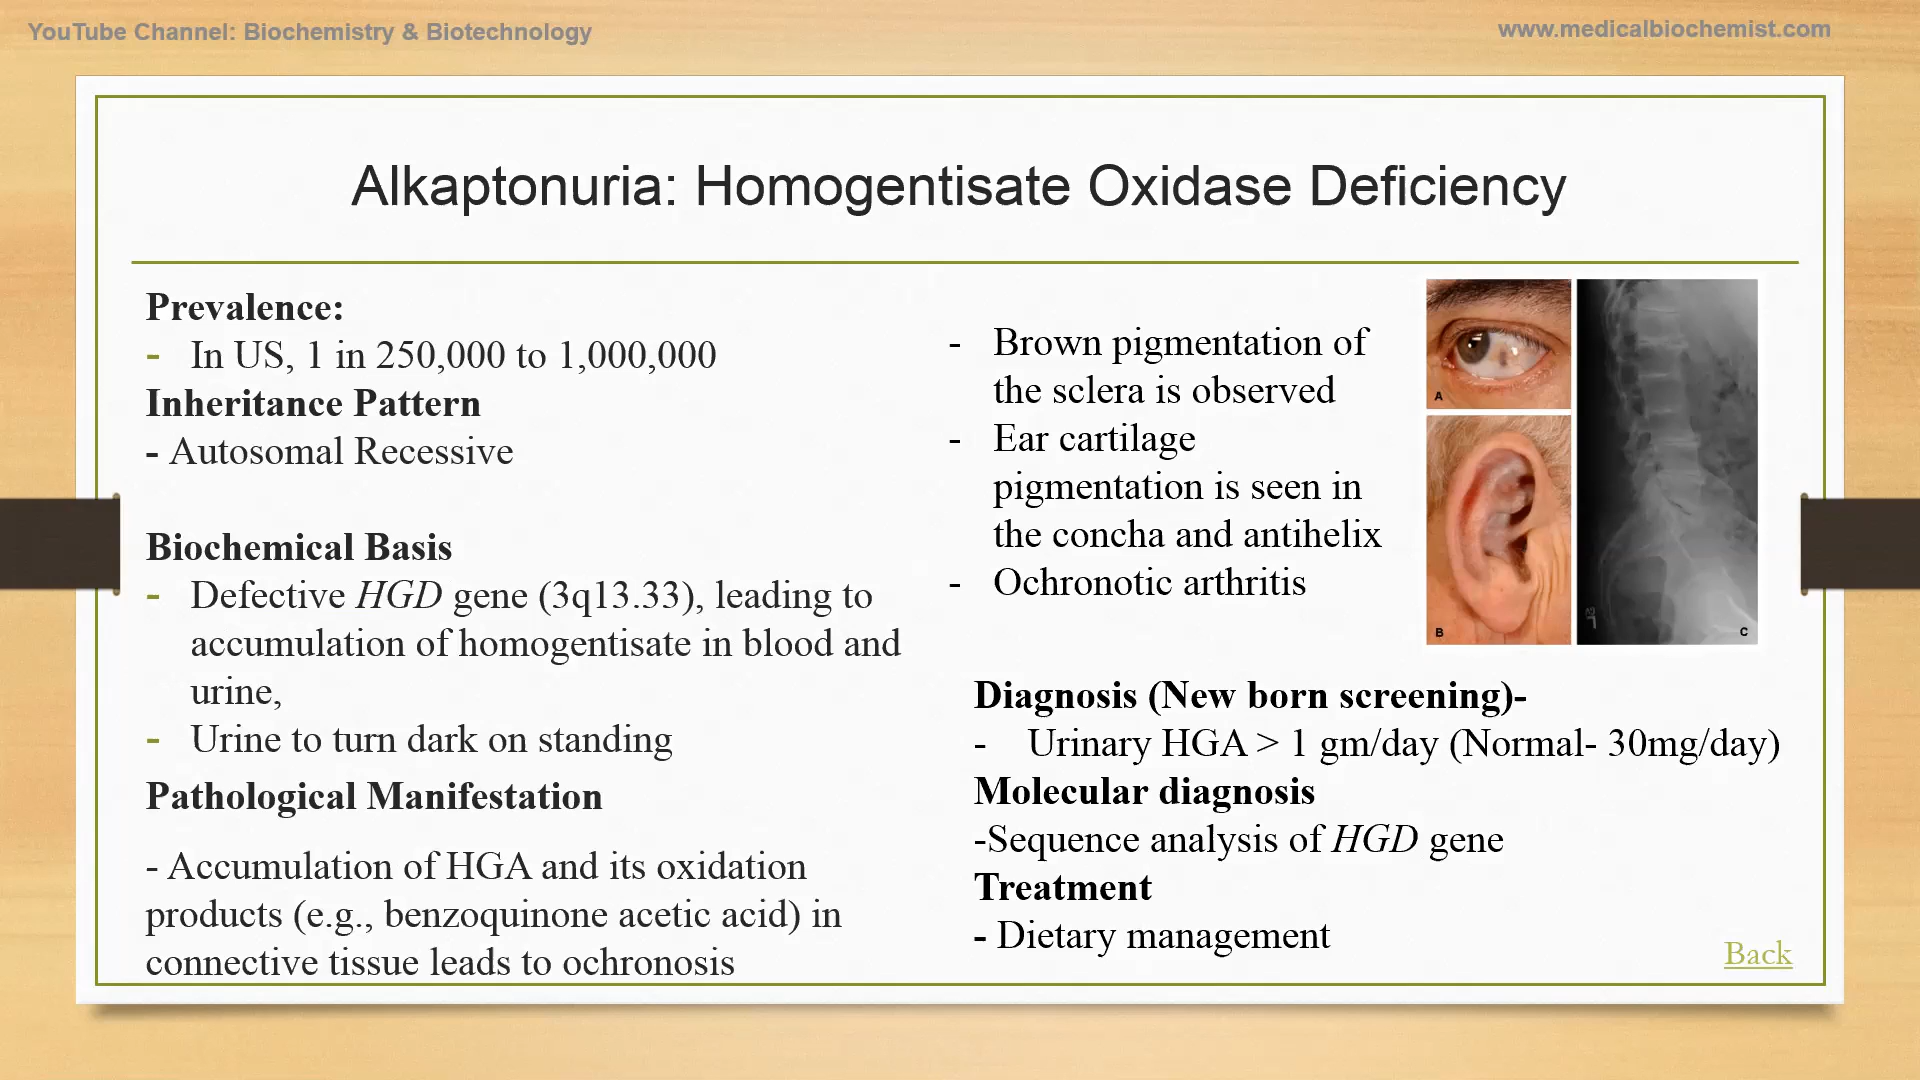 YouTube Channel: Biochemistry & Biotechnology
www.medicalbiochemist.com
Alkaptonuria: Homogentisate Oxidase Deficiency
Prevalence:
- In US, 1 in 250,000 to 1,000,000
Inheritance Pattern
- Autosomal Recessive
Biochemical Basis
- Defective HGD gene (3q13.33), leading to
accumulation of homogentisate in blood and
urine,
- Urine to turn dark on standing
Pathological Manifestation
- Accumulation of HGA and its oxidation
products (e.g., benzoquinone acetic acid) in
connective tissue leads to ochronosis
- Brown pigmentation of
the sclera is observed
- Ear cartilage
pigmentation is seen in
the concha and antihelix
- Ochronotic arthritis
A
B
C
Diagnosis (New born screening)-
- Urinary HGA > 1 gm/day (Normal- 30mg/day)
Molecular diagnosis
-Sequence analysis of HGD gene
Treatment
- Dietary management
Back